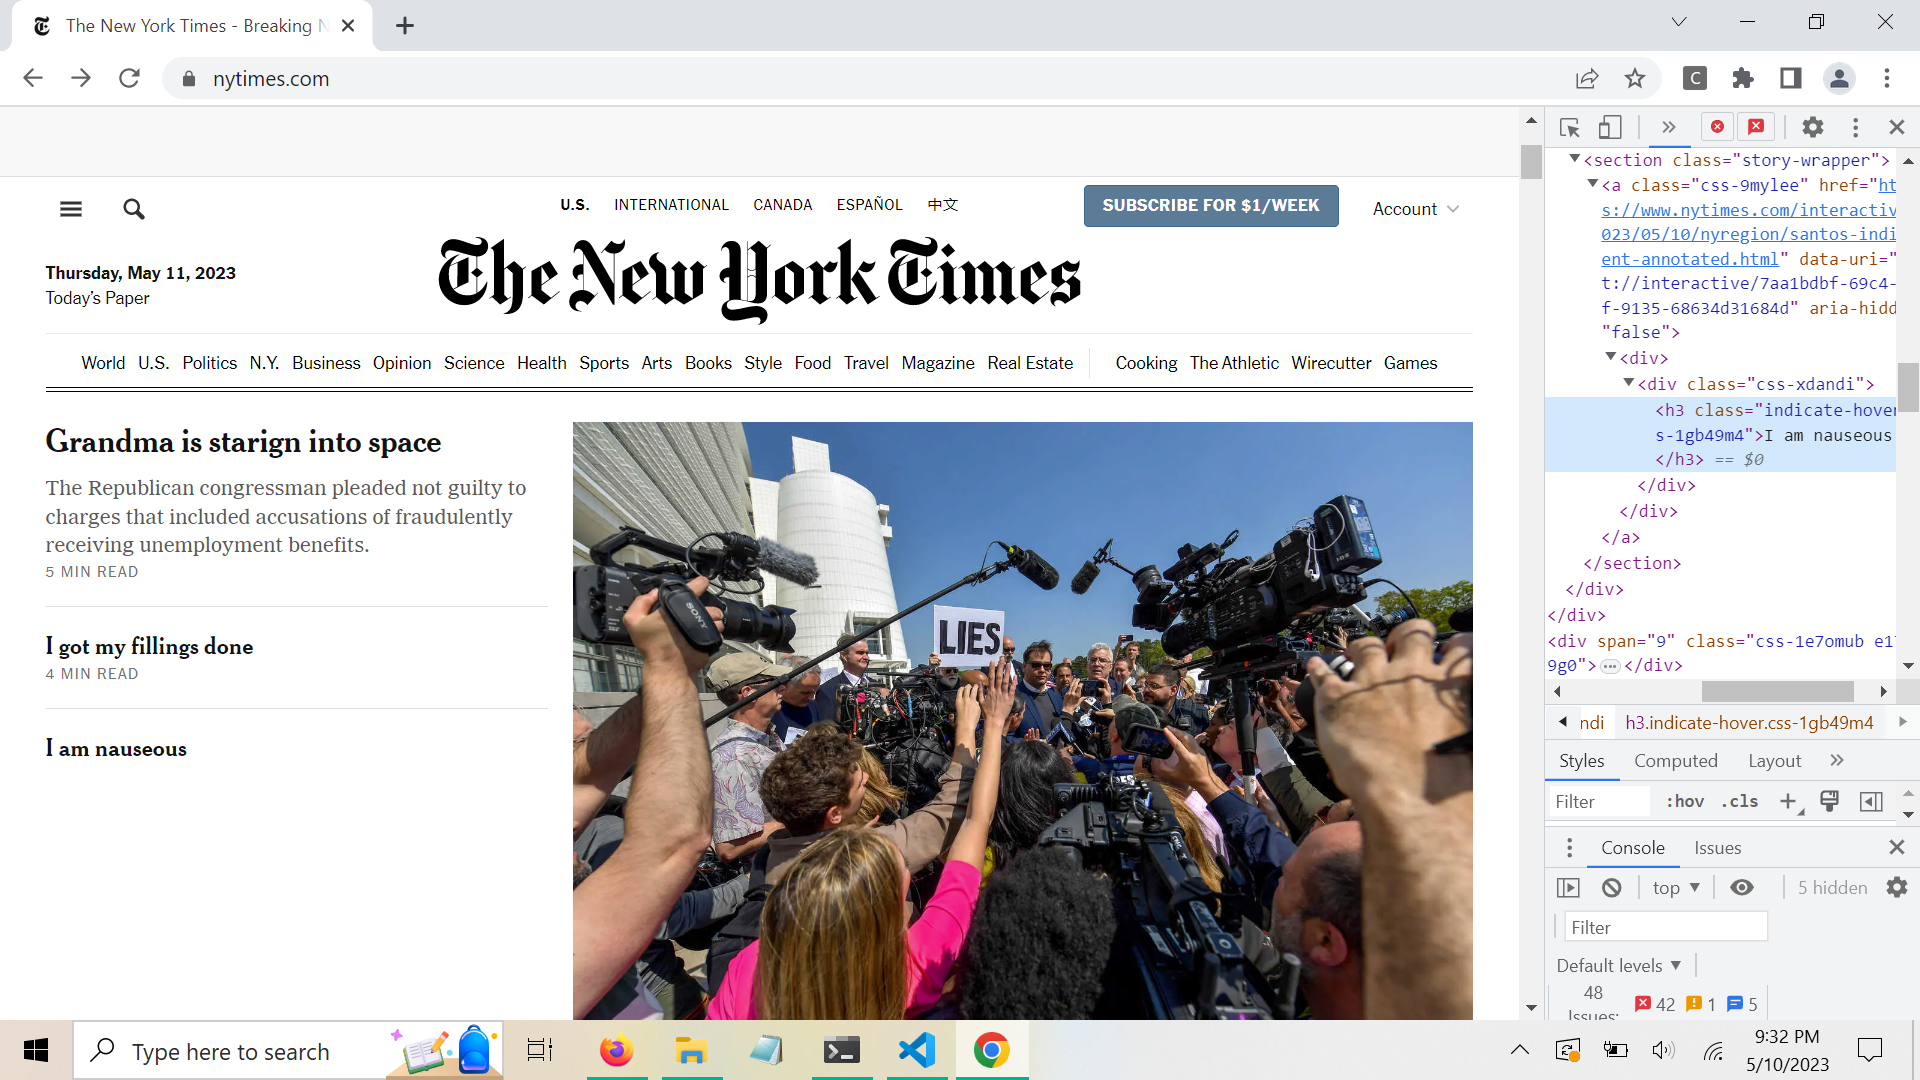 The New York Times - Breaking N
nytimes.com
C
U.S. INTERNATIONAL CANADA ESPAÑOL 中文
SUBSCRIBE FOR $1/WEEK
Account
The New York Times
Thursday, May 11, 2023
Today's Paper
World U.S. Politics N.Y. Business Opinion Science Health Sports Arts Books Style Food Travel Magazine Real Estate Cooking The Athletic Wirecutter Games
Grandma is starign into space
The Republican congressman pleaded not guilty to
charges that included accusations of fraudulently
receiving unemployment benefits.
5 MIN READ
I got my fillings done
4 MIN READ
I am nauseous
SONY
LIES
<section class="story-wrapper">
<a class="css-9mylee" href="ht
s://www.nytimes.com/interactiv
023/05/10/nyregion/santos-indi
ent-annotated.html" data-uri="
t://interactive/7aa1bdbf-69c4-
f-9135-68634d31684d" aria-hidd
"false">
<div>
<div class="css-xdandi">
<h3 class="indicate-hover
s-1gb49m4">I am nauseous
</h3> == $0
</div>
</div>
</a>
</section>
</div>
</div>
<div span="9" class="css-1e7omub e1
9g0">…</div>
ndi h3.indicate-hover.css-1gb49m4
Styles Computed Layout
Filter :hov .cls
Console Issues
top 5 hidden
Filter
Default levels
48
Issues: 42 1 5
Type here to search
9:32 PM
5/10/2023